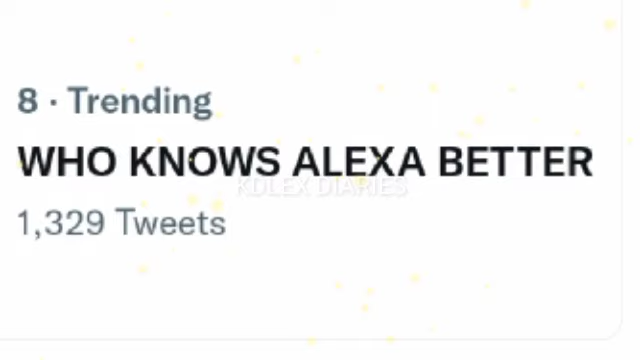 8 · Trending
WHO KNOWS ALEXA BETTER
KDLEX DIARIES
1,329 Tweets